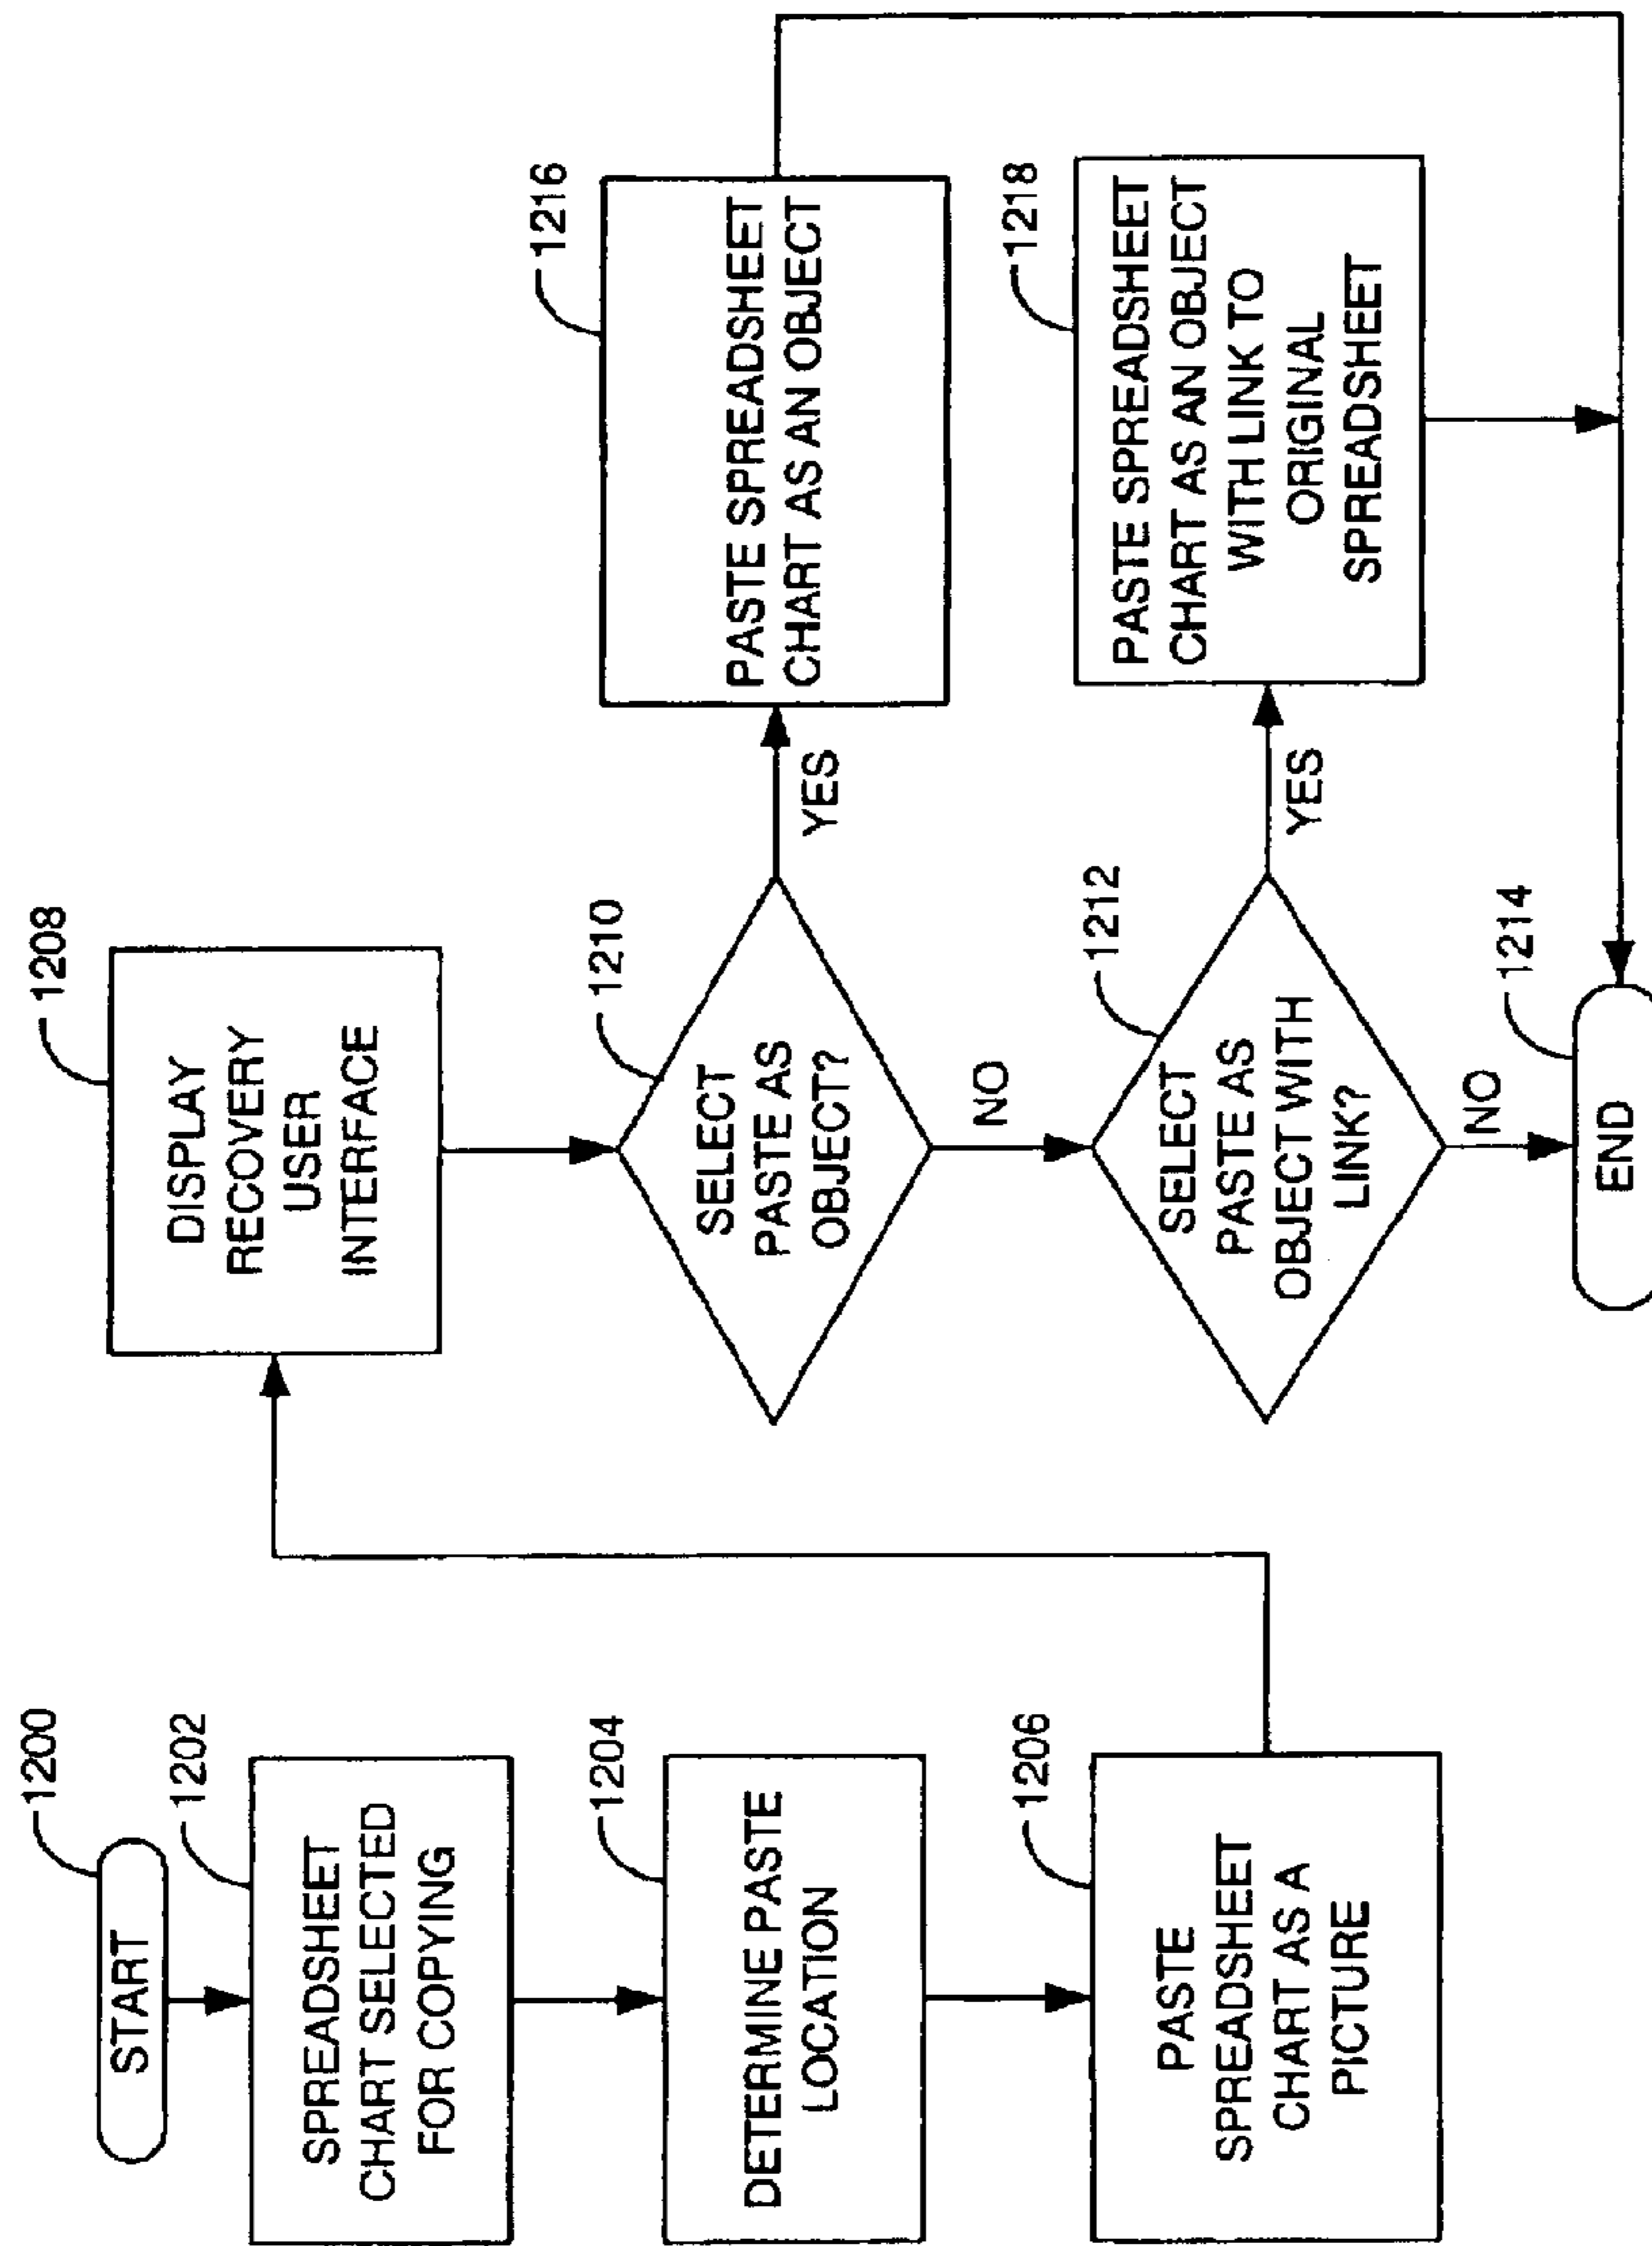 1200
START
1202
SPREADSHEET
CHART SELECTED
FOR COPYING
1204
DETERMINE PASTE
LOCATION
1206
PASTE
SPREADSHEET
CHART AS A
PICTURE
1208
DISPLAY
RECOVERY
USER
INTERFACE
1210
SELECT
PASTE AS
OBJECT?
YES
NO
1216
PASTE SPREADSHEET
CHART AS AN OBJECT
1212
SELECT
PASTE AS
OBJECT WITH
LINK?
YES
NO
1218
PASTE SPREADSHEET
CHART AS AN OBJECT
WITH LINK TO
ORIGINAL
SPREADSHEET
1214
END